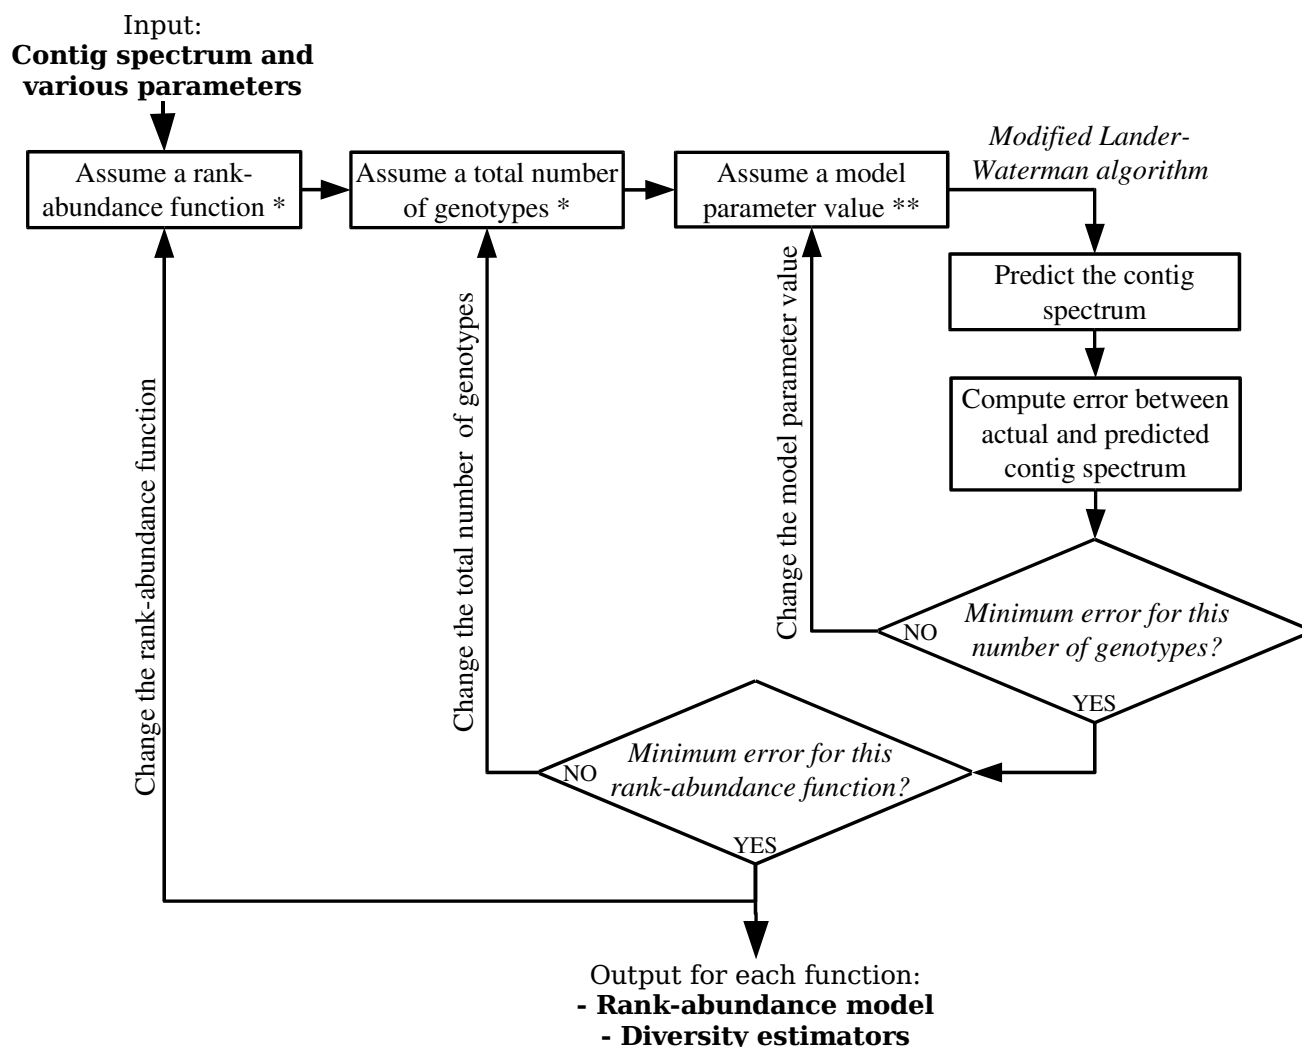 Input:
Contig spectrum and
various parameters
Assume a rank-
abundance function *
Assume a total number
of genotypes *
Assume a model
parameter value **
Modified Lander-
Waterman algorithm
Predict the contig
spectrum
Compute error between
actual and predicted
contig spectrum
Minimum error for this
number of genotypes?
NO
YES
Change the model parameter value
Minimum error for this
rank-abundance function?
NO
YES
Change the total number of genotypes
Change the rank-abundance function
Output for each function:
- Rank-abundance model
- Diversity estimators